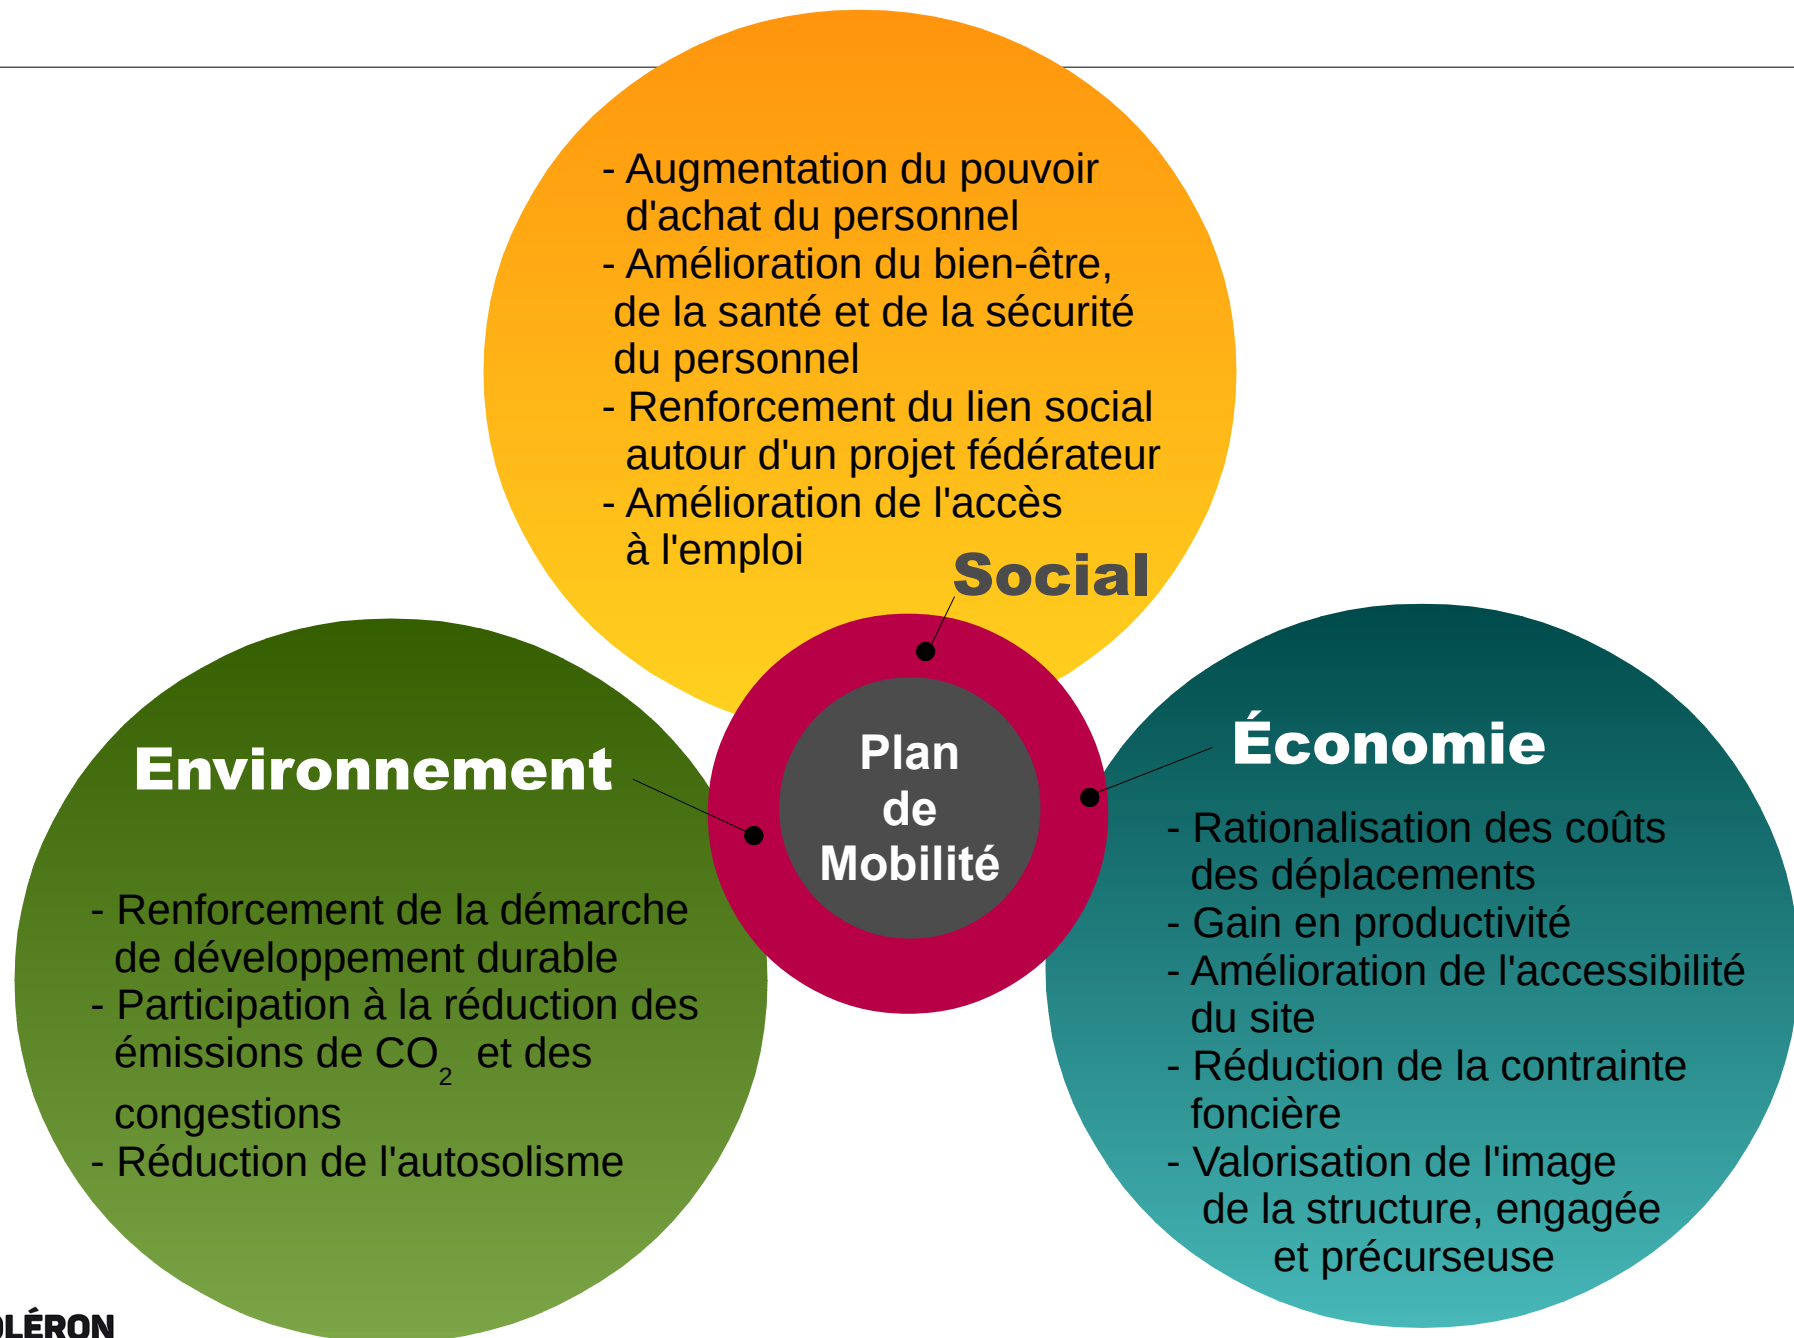 - Augmentation du pouvoir
d'achat du personnel
- Amélioration du bien-être,
de la santé et de la sécurité
du personnel
- Renforcement du lien social
autour d'un projet fédérateur
- Amélioration de l'accès
à l'emploi
Social
Environnement
- Renforcement de la démarche
de développement durable
- Participation à la réduction des
émissions de CO₂ et des
congestions
- Réduction de l'autosolisme
Plan
de
Mobilité
Économie
- Rationalisation des coûts
des déplacements
- Gain en productivité
- Amélioration de l'accessibilité
du site
- Réduction de la contrainte
foncière
- Valorisation de l'image
de la structure, engagée
et précurseuse
OLÉRON